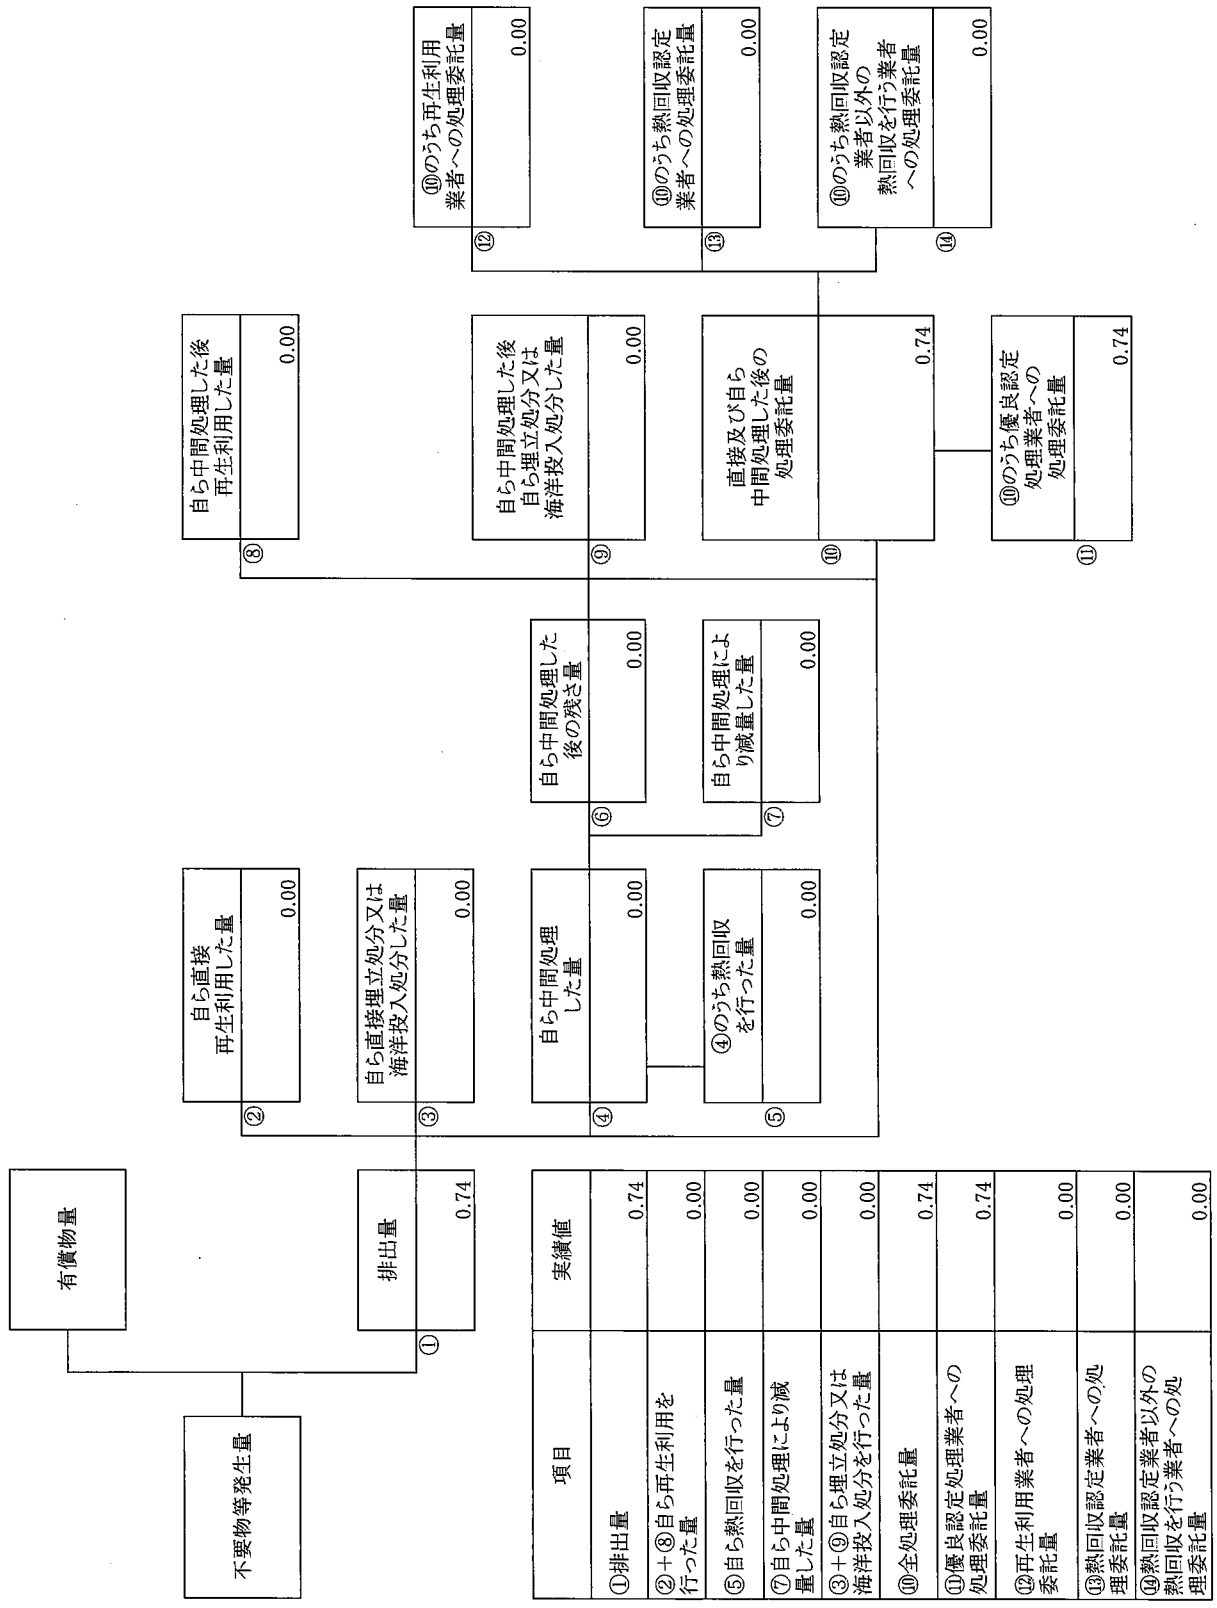 不要物等発生量
有償物量
排出量
①
0.74
自ら直接
再生利用した量
②
0.00
自ら直接埋立処分又は
海洋投入処分した量
③
0.00
自ら中間処理
した量
④
0.00
④のうち熱回収
を行った量
⑤
0.00
自ら中間処理した
後の残さ量
⑥
0.00
自ら中間処理によ
り減量した量
⑦
0.00
自ら中間処理した後
再生利用した量
⑧
0.00
自ら中間処理した後
自ら埋立処分又は
海洋投入処分した量
⑨
0.00
直接及び自ら
中間処理した後の
処理委託量
⑩
0.74
⑩のうち優良認定
処理業者への
処理委託量
⑪
0.74
⑩のうち再生利用
業者への処理委託量
⑫
0.00
⑩のうち熱回収認定
業者への処理委託量
⑬
0.00
⑩のうち熱回収認定
業者以外の
熱回収を行う業者
への処理委託量
⑭
0.00
項目 実績値
①排出量 0.74
②+⑧自ら再生利用を
行った量 0.00
⑤自ら熱回収を行った量 0.00
⑦自ら中間処理により減
量した量 0.00
③+⑨自ら埋立処分又は
海洋投入処分を行った量 0.00
⑩全処理委託量 0.74
⑪優良認定処理業者への
処理委託量 0.74
⑫再生利用業者への処理
委託量 0.00
⑬熱回収認定業者への処
理委託量 0.00
⑭熱回収認定業者以外の
熱回収を行う業者への処
理委託量 0.00